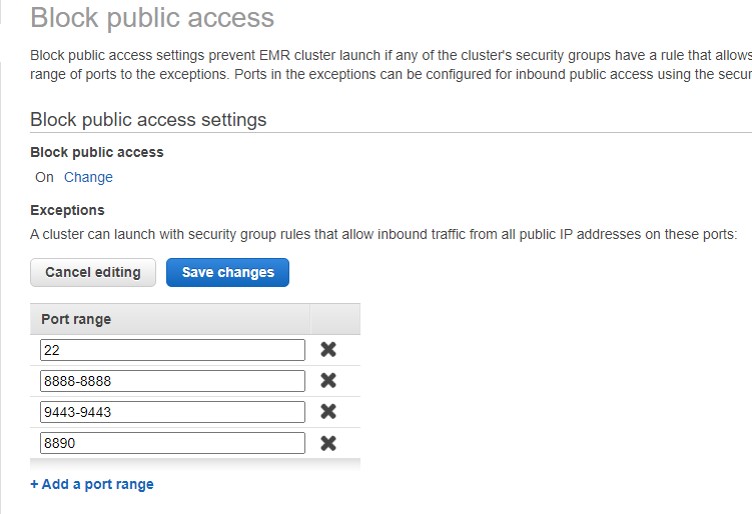 Block public access
Block public access settings prevent EMR cluster launch if any of the cluster's security groups have a rule that allows
range of ports to the exceptions. Ports in the exceptions can be configured for inbound public access using the
Block public access settings
Block public access
On Change
Exceptions
A cluster can launch with security group rules that allow inbound traffic from all public IP addresses on these ports:
Cancel editing Save changes
Port range
22
8888-8888
9443-9443
8890
+ Add a port range